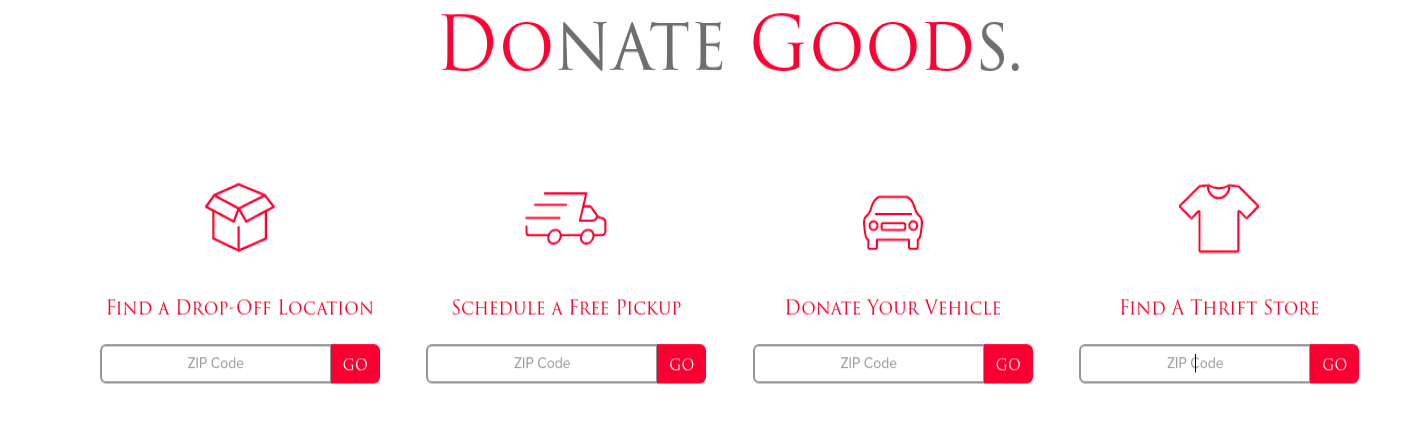 Donate Goods.
Find a Drop-Off Location
Schedule a Free Pickup
Donate Your Vehicle
Find A Thrift Store
ZIP Code GO
ZIP Code GO
ZIP Code GO
ZIP Code GO